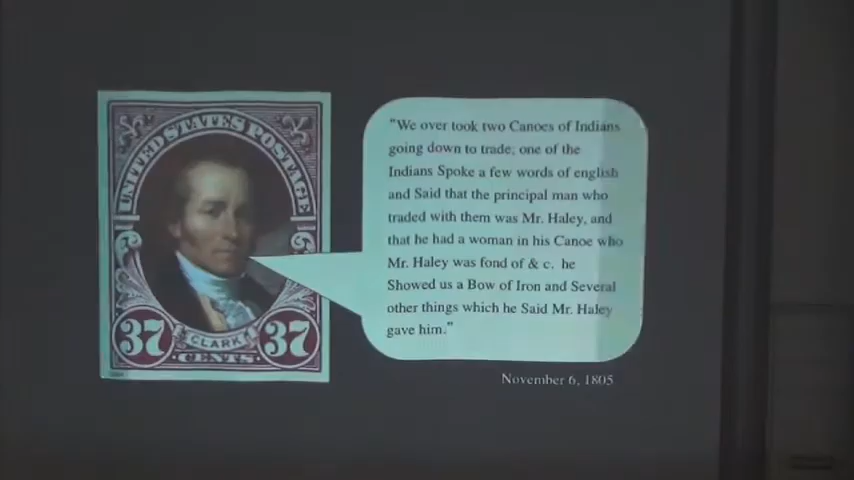 UNITED STATES POSTAGE
37 37
CLARK
CENTS
"We over took two Canoes of Indians
going down to trade; one of the
Indians Spoke a few words of english
and Said that the principal man who
traded with them was Mr. Haley, and
that he had a woman in his Canoe who
Mr. Haley was fond of & c. he
Showed us a Bow of Iron and Several
other things which he Said Mr. Haley
gave him."
November 6, 1805